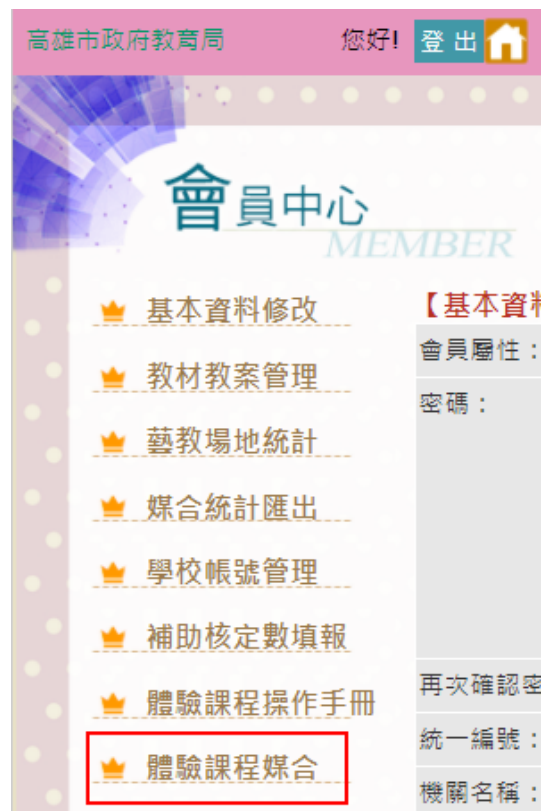 高雄市政府教育局 您好! 登出
會員中心
MEMBER
基本資料修改
教材教案管理
藝教場地統計
媒合統計匯出
學校帳號管理
補助核定數填報
體驗課程操作手冊
體驗課程媒合
【基本資料
會員屬性：
密碼：
再次確認密
統一編號：
機關名稱：